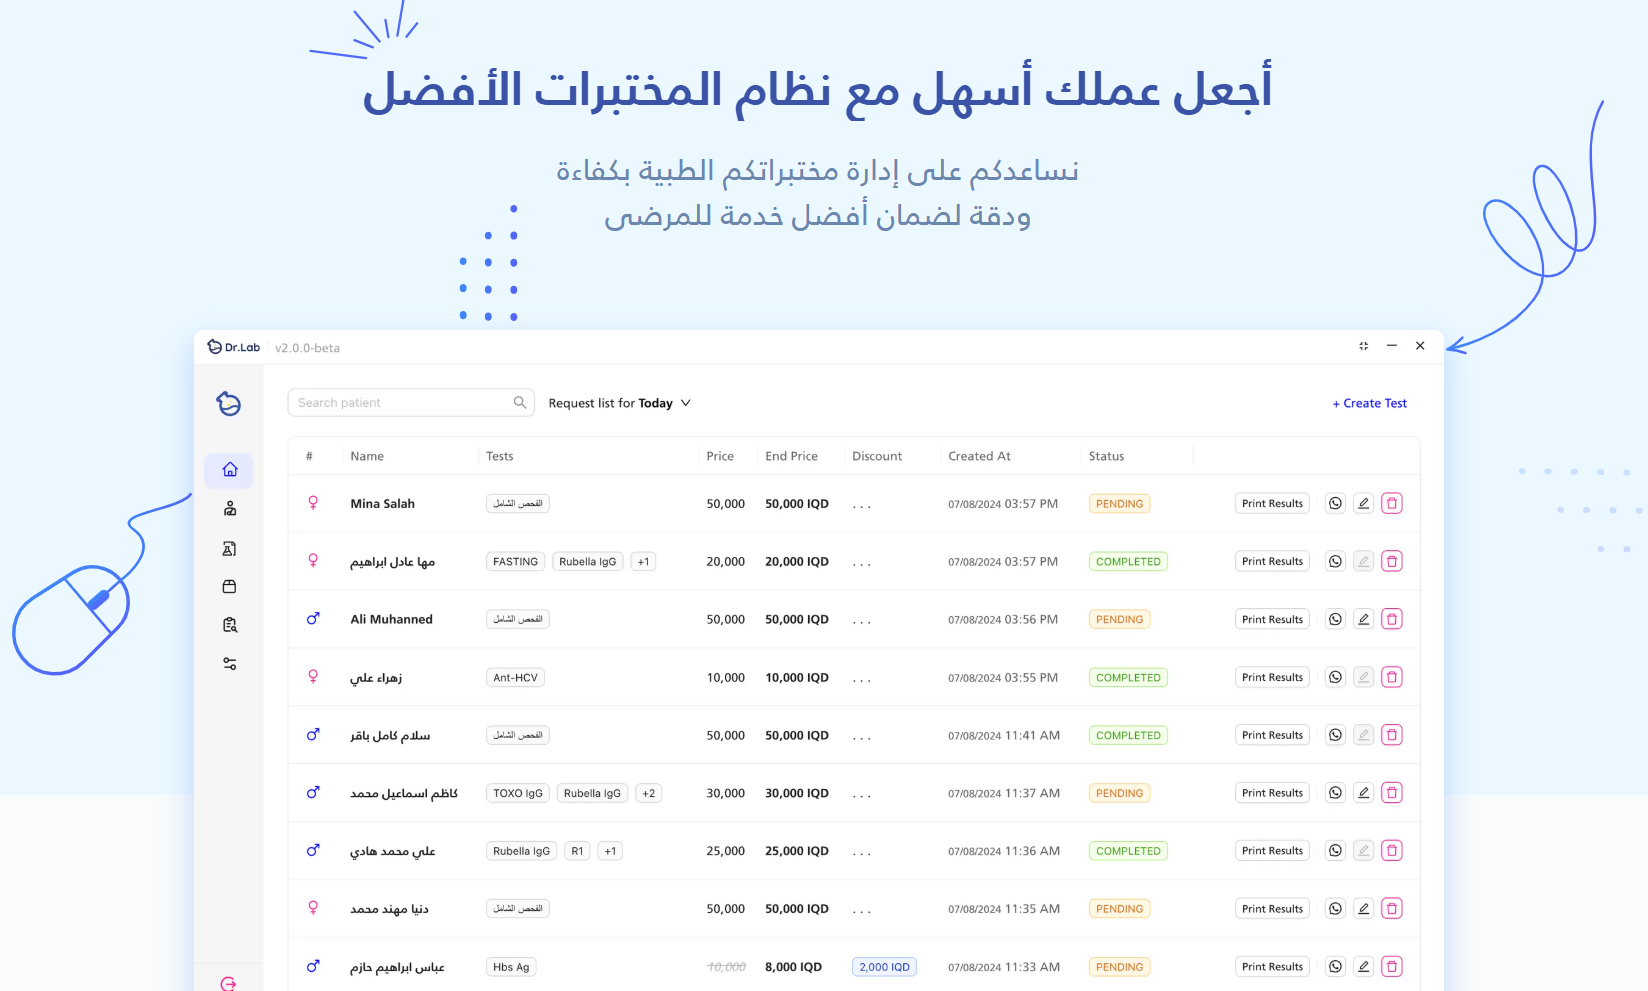 أجعل عملك أسهل مع نظام المختبرات الأفضل
نساعدكم على إدارة مختبراتكم الطبية بكفاءة
ودقة لضمان أفضل خدمة للمرضى
Dr.Lab v2.0.0-beta
Search patient Request list for Today + Create Test
# Name Tests Price End Price Discount Created At Status
Mina Salah الفحص الشامل 50,000 50,000 IQD . . . 07/08/2024 03:57 PM PENDING Print Results
مها عادل ابراهيم FASTING Rubella IgG +1 20,000 20,000 IQD . . . 07/08/2024 03:57 PM COMPLETED Print Results
Ali Muhanned الفحص الشامل 50,000 50,000 IQD . . . 07/08/2024 03:56 PM PENDING Print Results
زهراء علي Ant-HCV 10,000 10,000 IQD . . . 07/08/2024 03:55 PM COMPLETED Print Results
سلام كامل باقر الفحص الشامل 50,000 50,000 IQD . . . 07/08/2024 11:41 AM COMPLETED Print Results
كاظم اسماعيل محمد TOXO IgG Rubella IgG +2 30,000 30,000 IQD . . . 07/08/2024 11:37 AM PENDING Print Results
علي محمد هادي Rubella IgG R1 +1 25,000 25,000 IQD . . . 07/08/2024 11:36 AM COMPLETED Print Results
دنيا مهند محمد الفحص الشامل 50,000 50,000 IQD . . . 07/08/2024 11:35 AM PENDING Print Results
عباس ابراهيم حازم Hbs Ag 10,000 8,000 IQD 2,000 IQD 07/08/2024 11:33 AM PENDING Print Results